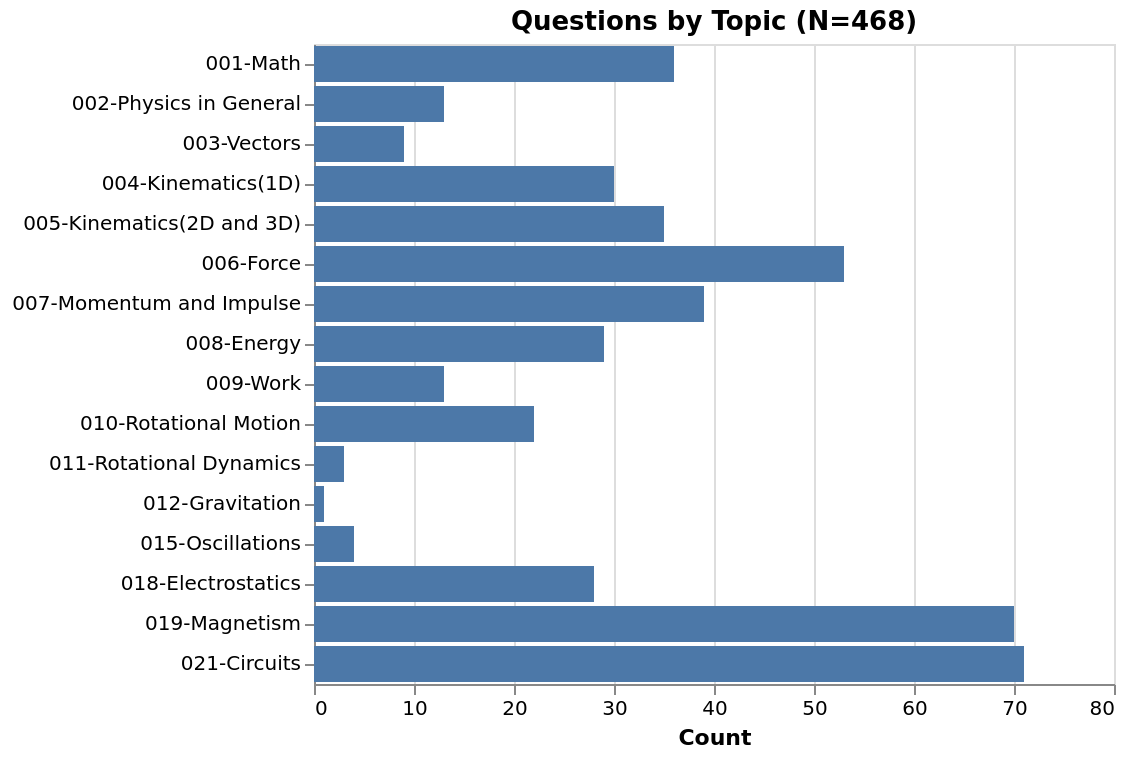 Questions by Topic (N=468)
001-Math
002-Physics in General
003-Vectors
004-Kinematics(1D)
005-Kinematics(2D and 3D)
006-Force
007-Momentum and Impulse
008-Energy
009-Work
010-Rotational Motion
011-Rotational Dynamics
012-Gravitation
015-Oscillations
018-Electrostatics
019-Magnetism
021-Circuits
0 10 20 30 40 50 60 70 80
Count